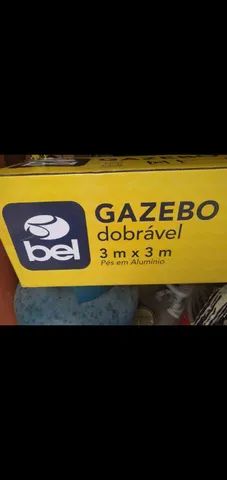 GAZEBO
dobrável
3 m x 3 m
Pés em Alumínio
bel